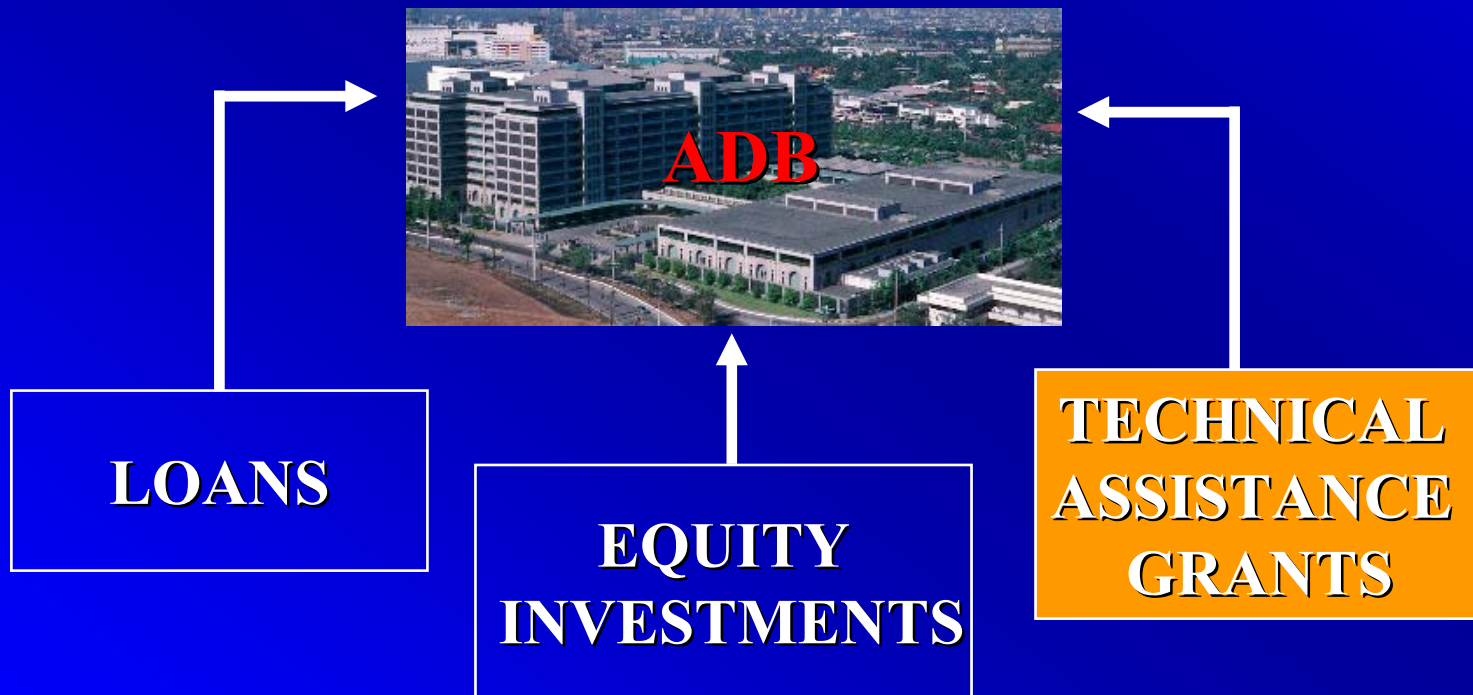 ADB
LOANS
EQUITY
INVESTMENTS
TECHNICAL
ASSISTANCE
GRANTS